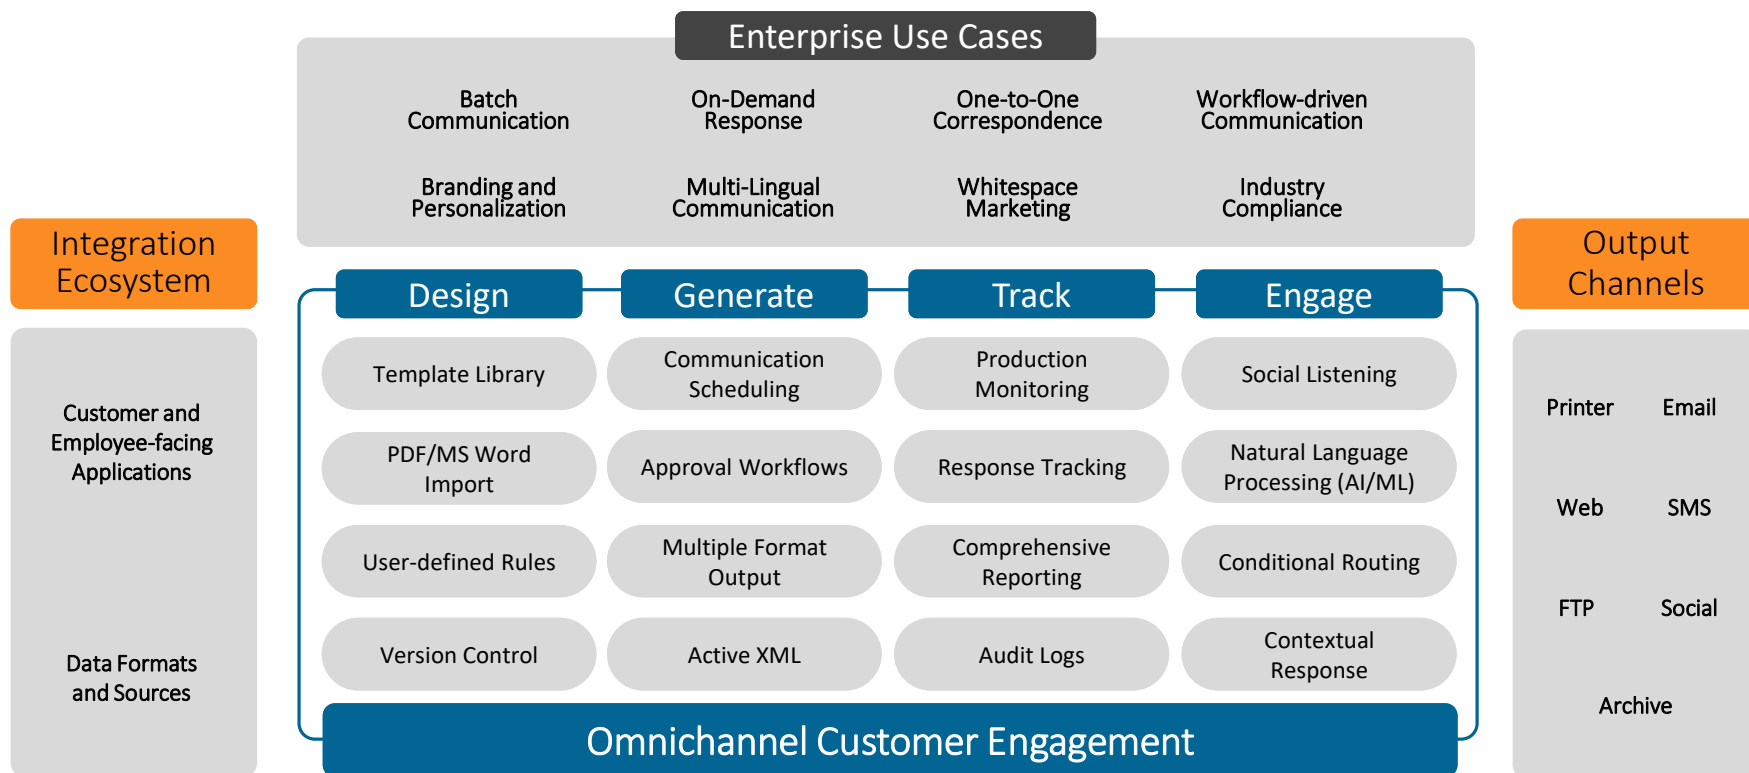 Enterprise Use Cases
Batch
Communication
On-Demand
Response
One-to-One
Correspondence
Workflow-driven
Communication
Branding and
Personalization
Multi-Lingual
Communication
Whitespace
Marketing
Industry
Compliance
Integration
Ecosystem
Customer and
Employee-facing
Applications
Data Formats
and Sources
Design
Template Library
PDF/MS Word
Import
User-defined Rules
Version Control
Generate
Communication
Scheduling
Approval Workflows
Multiple Format
Output
Active XML
Track
Production
Monitoring
Response Tracking
Comprehensive
Reporting
Audit Logs
Engage
Social Listening
Natural Language
Processing (AI/ML)
Conditional Routing
Contextual
Response
Omnichannel Customer Engagement
Output
Channels
Printer
Email
Web
SMS
FTP
Social
Archive